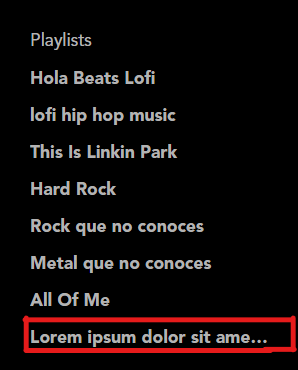 Playlists
Hola Beats Lofi
lofi hip hop music
This Is Linkin Park
Hard Rock
Rock que no conoces
Metal que no conoces
All Of Me
Lorem ipsum dolor sit ame...